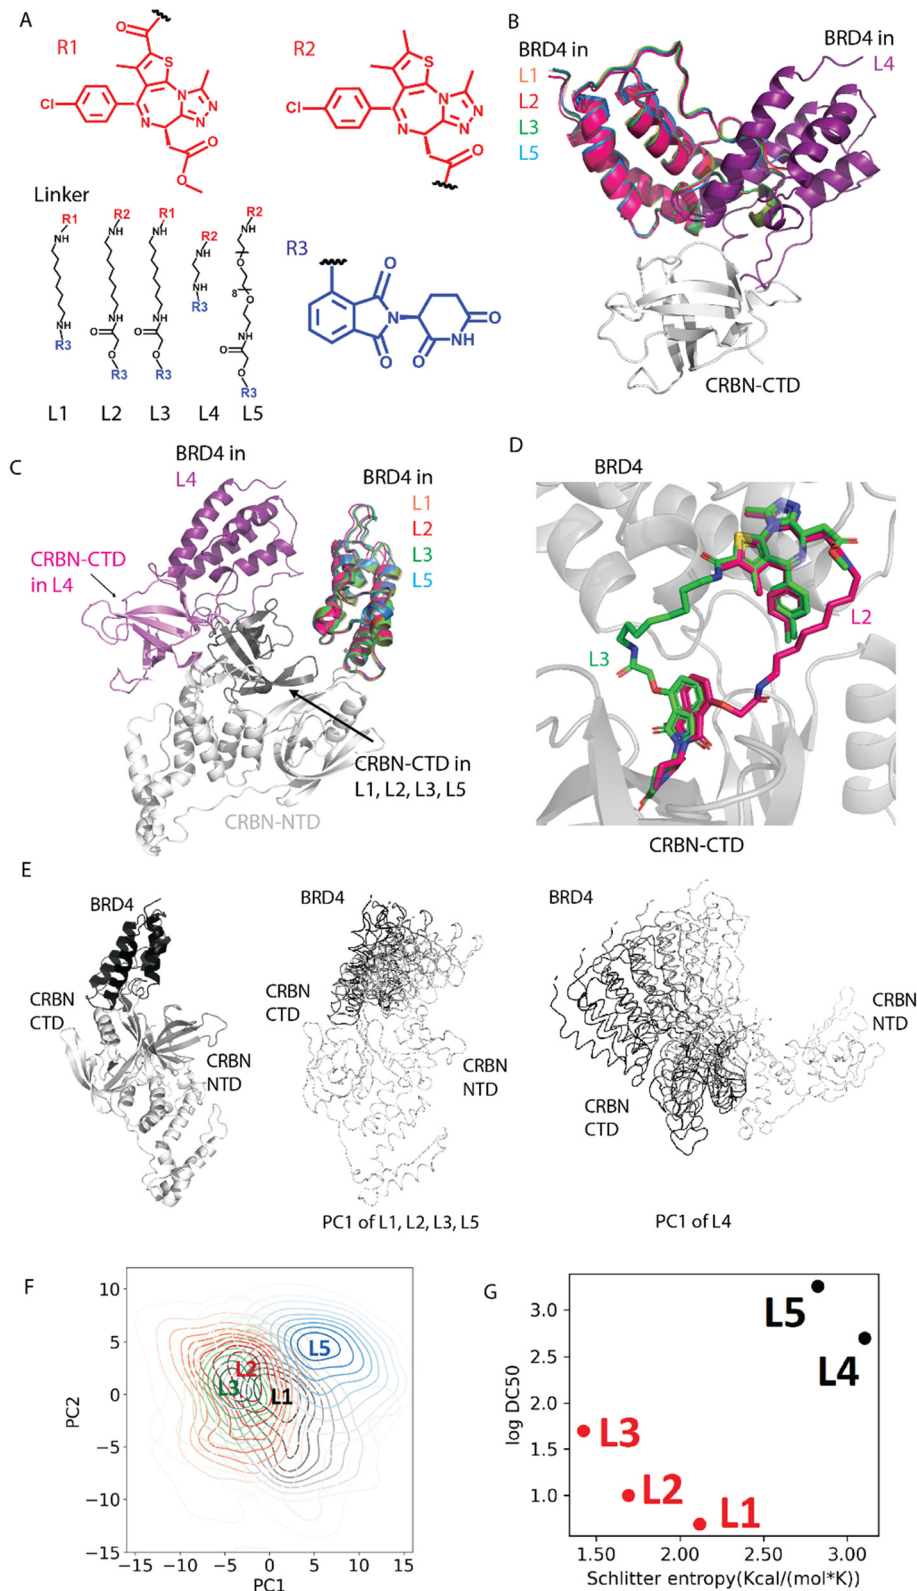 A
R1
O
S
N
N
N
N
Cl
O
O
R2
S
N
N
N
N
Cl
O
Linker
R1
NH
NH
R3
L1
R2
NH
NH
O
O
R3
L2
R1
NH
NH
O
O
R3
L3
R2
NH
NH
R3
L4
R2
NH
O
8
O
NH
O
O
R3
L5
R3
O
N
O
O
NH
O
B
BRD4 in
L1
L2
L3
L5
BRD4 in
L4
CRBN-CTD
C
BRD4 in
L4
BRD4 in
L1
L2
L3
L5
CRBN-CTD
in L4
CRBN-CTD in
L1, L2, L3, L5
CRBN-NTD
D
BRD4
L2
L3
CRBN-CTD
E
BRD4
CRBN
CTD
CRBN
NTD
BRD4
CRBN
CTD
CRBN
NTD
PC1 of L1, L2, L3, L5
BRD4
CRBN
NTD
CRBN
CTD
PC1 of L4
F
10
5
0
−5
−10
−15
PC2
L5
L2
L3
L1
−15 −10 −5 0 5 10 15
PC1
G
3.0
2.5
2.0
1.5
1.0
log DC50
L5
L4
L3
L2
L1
1.50 2.00 2.50 3.00
Schlitter entropy(Kcal/(mol*K))